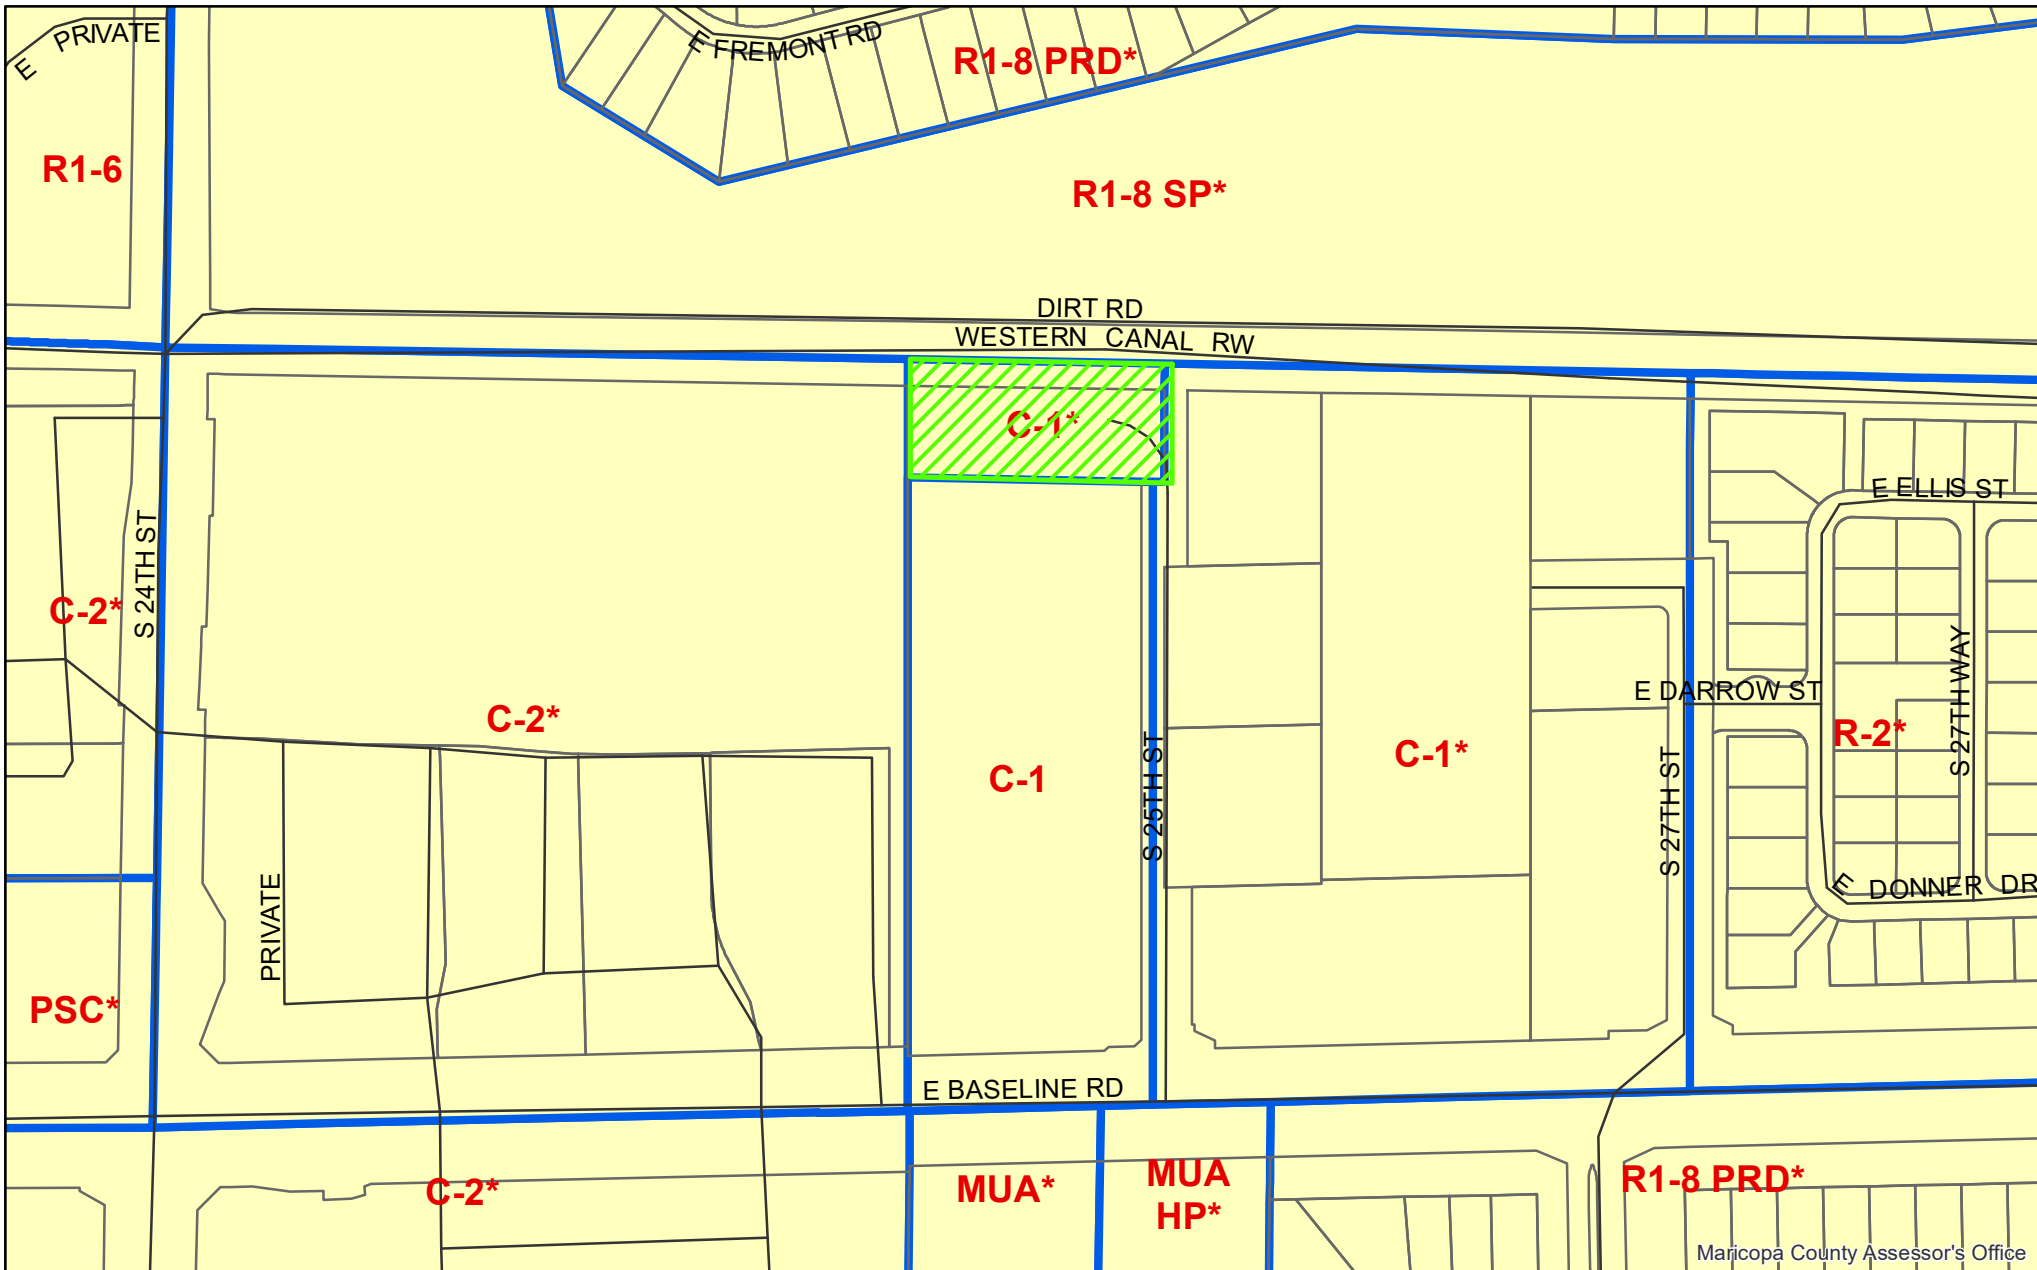 E PRIVATE
E FREMONT RD
R1-8 PRD*
R1-6
R1-8 SP*
DIRT RD
WESTERN CANAL RW
C-1*
E ELLIS ST
S 24TH ST
C-2*
S 27TH WAY
E DARROW ST
C-2*
R-2*
C-1*
C-1
S 25TH ST
S 27TH ST
E DONNER DR
PRIVATE
PSC*
E BASELINE RD
C-2*
MUA*
MUA
HP*
R1-8 PRD*
Maricopa County Assessor's Office